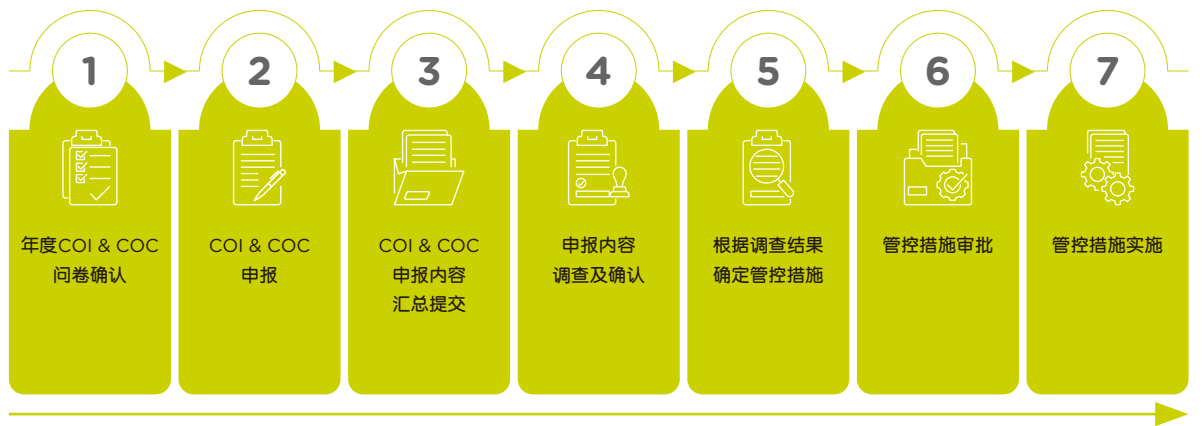 1
年度COI & COC
问卷确认
2
COI & COC
申报
3
COI & COC
申报内容
汇总提交
4
申报内容
调查及确认
5
根据调查结果
确定管控措施
6
管控措施审批
7
管控措施实施